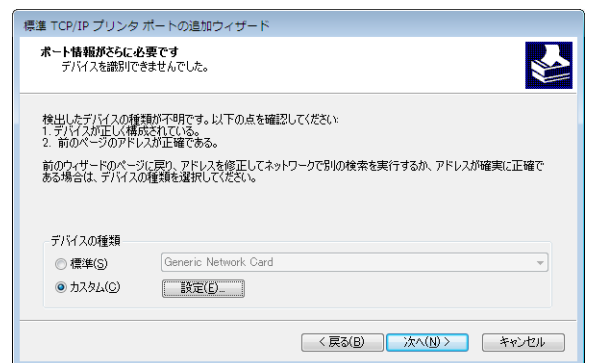 標準 TCP/IP プリンタ ポートの追加ウィザード
ポート情報がさらに必要です
デバイスを識別できませんでした。
検出したデバイスの種類が不明です。以下の点を確認してください:
1. デバイスが正しく構成されている。
2. 前のページのアドレスが正確である。
前のウィザードのページに戻り、アドレスを修正してネットワークで別の検索を実行するか、アドレスが確実に正確で
ある場合は、デバイスの種類を選択してください。
デバイスの種類
標準(S)
Generic Network Card
カスタム(C)
設定(E)...
< 戻る(B)
次へ(N) >
キャンセル